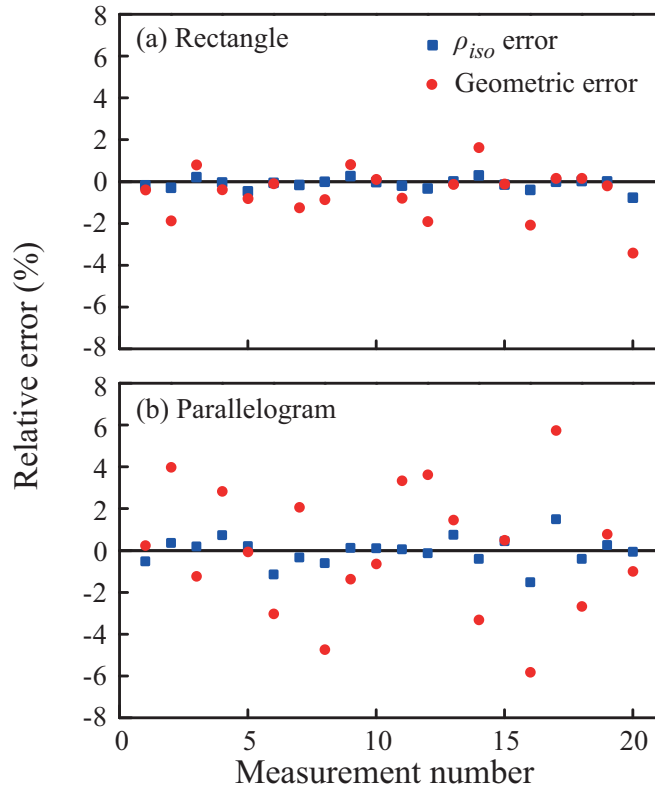 8
(a) Rectangle
ρiso error
6
Geometric error
4
2
0
-2
-4
-6
-8
Relative error (%)
8
(b) Parallelogram
6
4
2
0
-2
-4
-6
-8
0 5 10 15 20
Measurement number